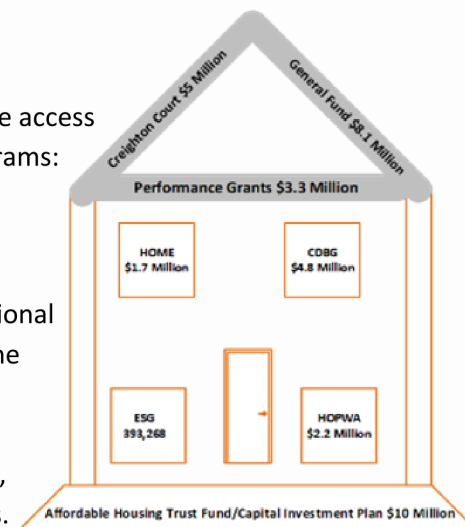 e access
rams:
ional
ne
,
s.
Creighton Court $5 Million
General Fund $8.1 Million
Performance Grants $3.3 Million
HOME
$1.7 Million
CDBG
$4.8 Million
ESG
393,268
HOPWA
$2.2 Million
Affordable Housing Trust Fund/Capital Investment Plan $10 Million